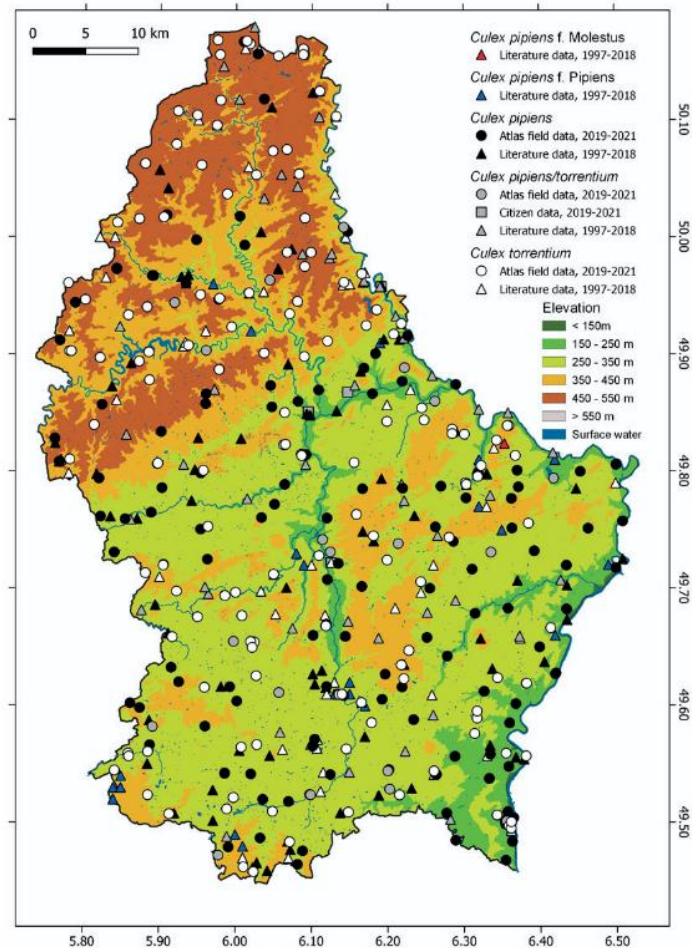 0 5 10 km
Culex pipiens f. Molestus
Literature data, 1997-2018
Culex pipiens f. Pipiens
Literature data, 1997-2018
Culex pipiens
Atlas field data, 2019-2021
Literature data, 1997-2018
Culex pipiens/torrentium
Atlas field data, 2019-2021
Citizen data, 2019-2021
Literature data, 1997-2018
Culex torrentium
Atlas field data, 2019-2021
Literature data, 1997-2018
Elevation
< 150m
150 - 250 m
250 - 350 m
350 - 450 m
450 - 550 m
> 550 m
Surface water
50.10
50.00
49.90
49.80
49.70
49.60
49.50
5.80 5.90 6.00 6.10 6.20 6.30 6.40 6.50